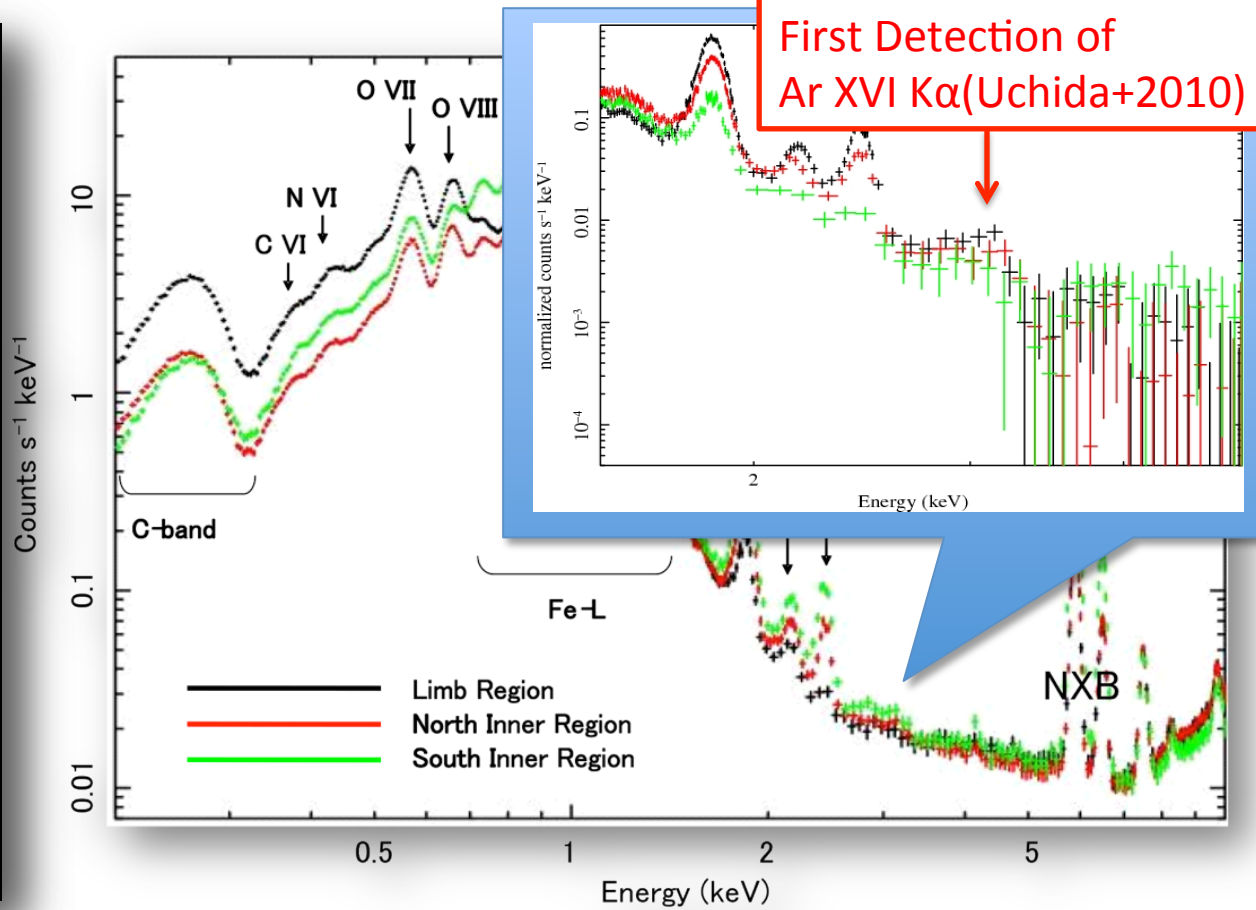 First Detection of
Ar XVI Kα(Uchida+2010)
O VII
O VIII
N VI
C VI
10
1
0.1
0.01
Counts s⁻¹ keV⁻¹
C-band
Fe-L
0.1
0.01
10⁻³
10⁻⁴
normalized counts s⁻¹ keV⁻¹
2
Energy (keV)
Limb Region
North Inner Region
South Inner Region
NXB
0.5
1
2
5
Energy (keV)